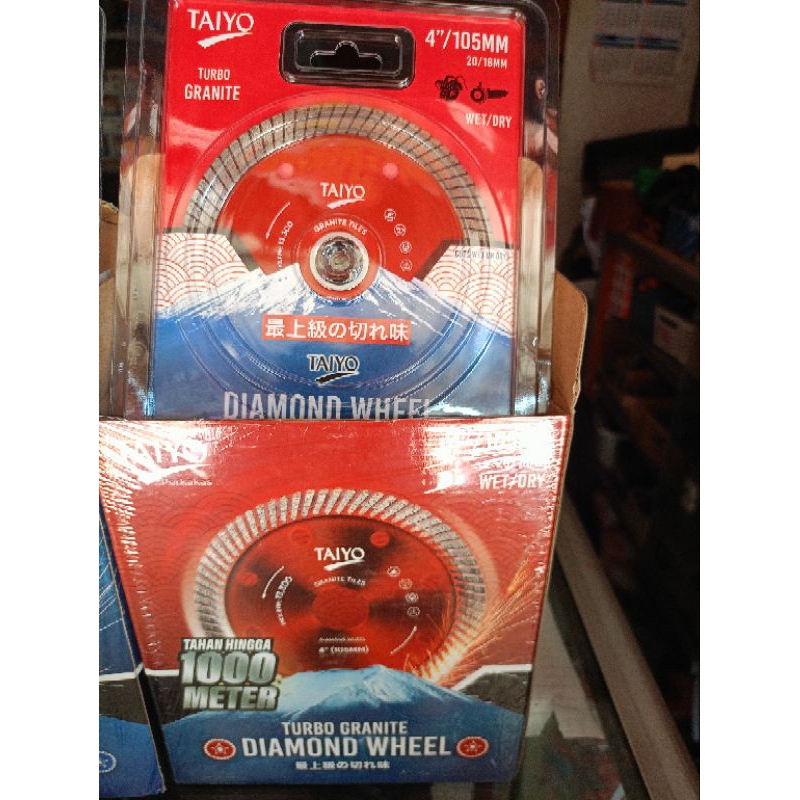 TAIYO
4"/105MM
20/16MM
TURBO
GRANITE
WET/DRY
TAIYO
GRANITE TILES
最上級の切れ味
TAIYO
DIAMOND WHEEL
TAIYO
Perkakas
WET/DRY
TAIYO
GRANITE TILES
4" (105MM)
TAHAN HINGGA
1000
METER
TURBO GRANITE
DIAMOND WHEEL
最上級の切れ味